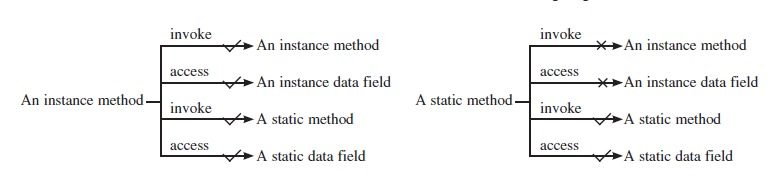 invoke
An instance method
access
An instance data field
An instance method
invoke
A static method
access
A static data field
invoke
An instance method
access
An instance data field
A static method
invoke
A static method
access
A static data field